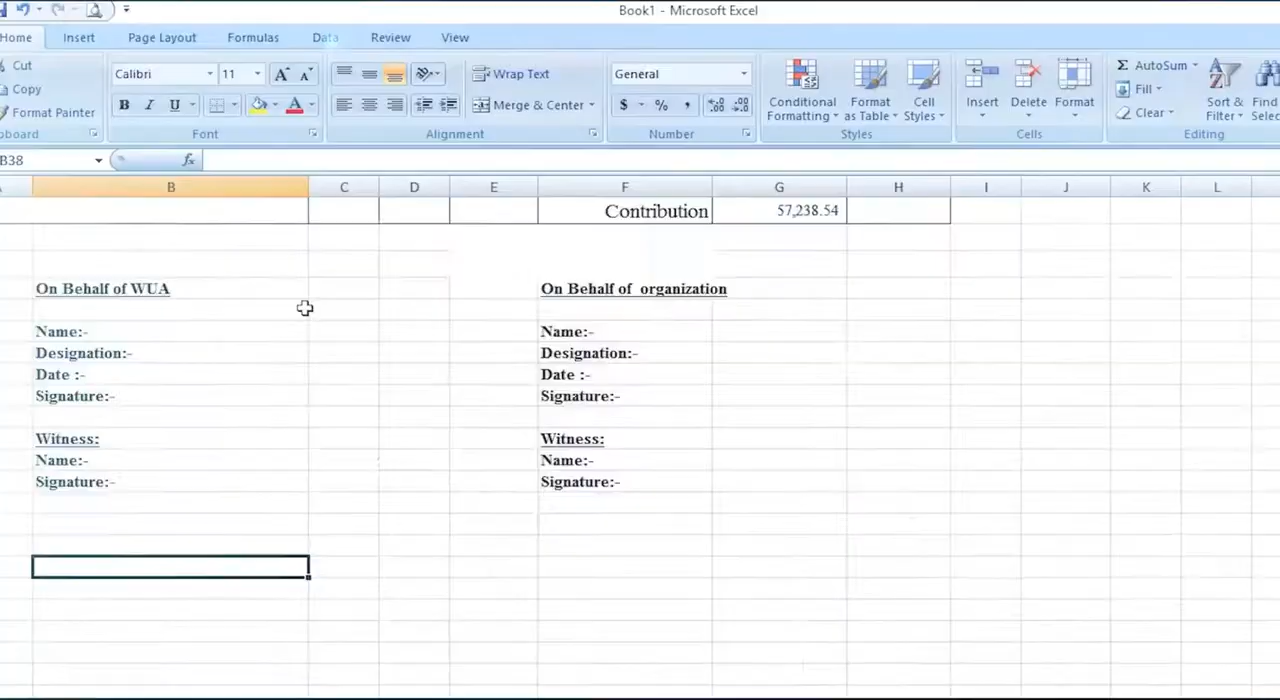 Book1 - Microsoft Excel
Home Insert Page Layout Formulas Data Review View
Cut
Copy
Format Painter
Calibri 11
Font
Wrap Text
Merge & Center
Alignment
General
$ % ,
Number
Conditional Formatting
Format as Table
Cell Styles
Styles
Insert
Delete
Format
Cells
Σ AutoSum
Fill
Clear
Sort & Filter
Find
Editing
B38 fx
B C D E F G H I J K L
Contribution 57,238.54
On Behalf of WUA On Behalf of organization
Name:- Name:-
Designation:- Designation:-
Date :- Date :-
Signature:- Signature:-
Witness: Witness:
Name:- Name:-
Signature:- Signature:-